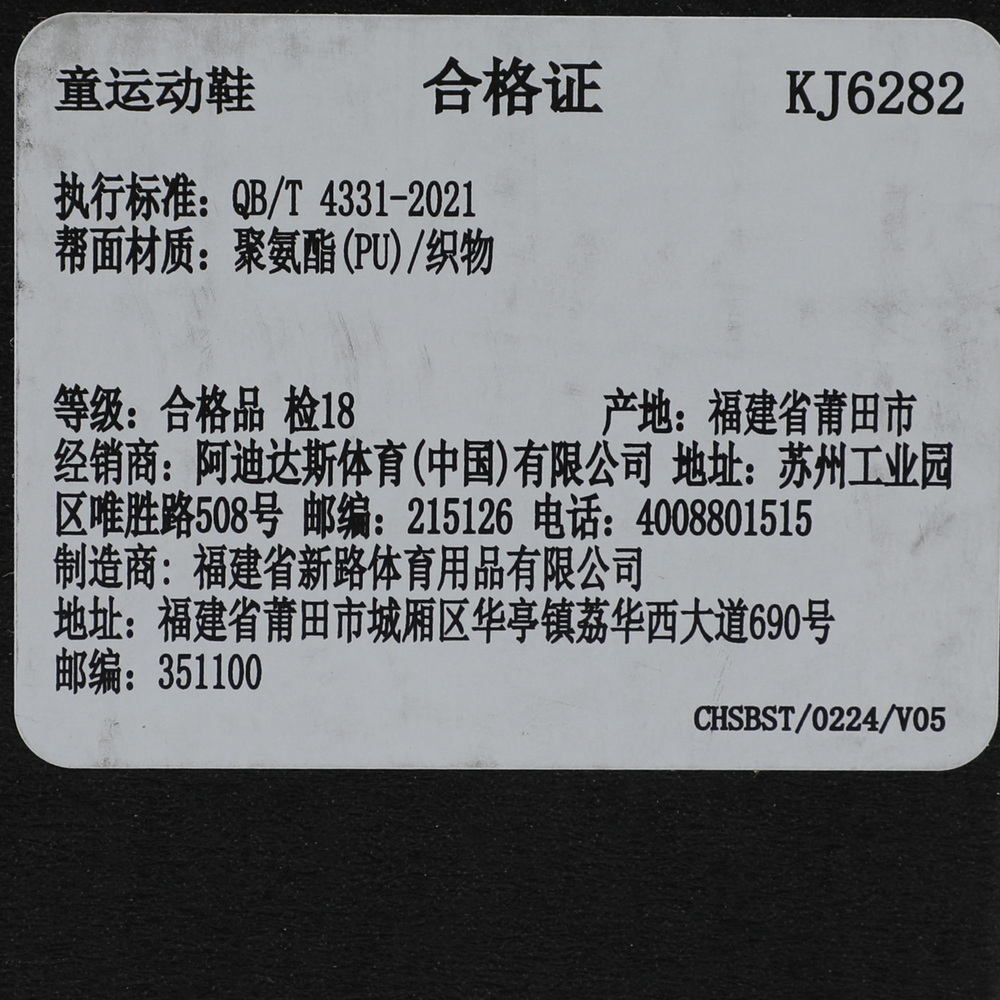 童运动鞋 合格证 KJ6282
执行标准：QB/T 4331-2021
帮面材质：聚氨酯(PU)/织物
等级：合格品 检18 产地：福建省莆田市
经销商：阿迪达斯体育(中国)有限公司 地址：苏州工业园
区唯胜路508号 邮编：215126 电话：4008801515
制造商：福建省新路体育用品有限公司
地址：福建省莆田市城厢区华亭镇荔华西大道690号
邮编：351100
CHSBST/0224/V05